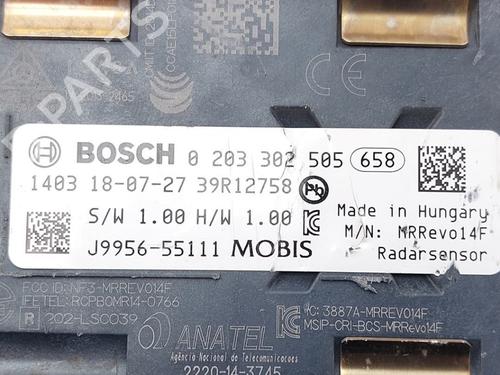 BOSCH 0 203 302 505 658
1403 18-07-27 39R12758 Pb
S/W 1.00 H/W 1.00
Made in Hungary
M/N: MRRevo14F
J9956-55111 MOBIS Radarsensor
FCC ID: NF3-MRREVO14F
IFETEL: RCPBOMR14-0766
R 202-LSC039
IC: 3887A-MRREVO14F
MSIP-CRI-BCS-MRRevo14F
ANATEL
Agência Nacional de Telecomunicações
2220-14-3745